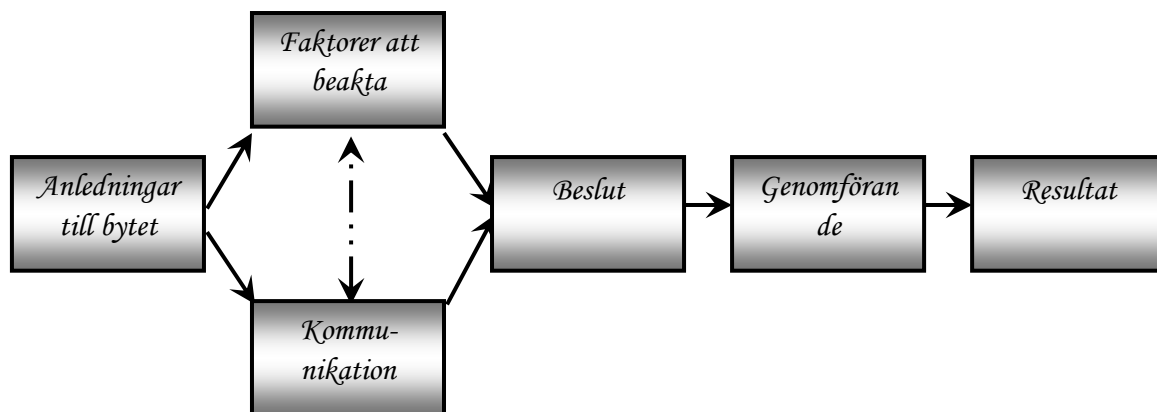 Faktorer att
beakta
Anledningar
till bytet
Beslut
Genomföran
de
Resultat
Kommu-
nikation